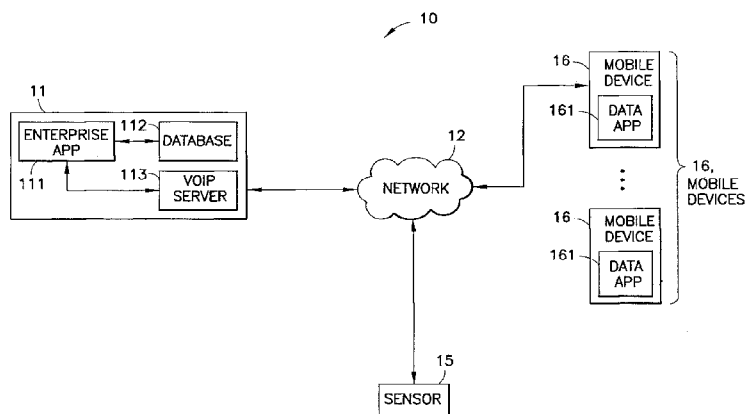 10
11
ENTERPRISE
APP
111
112
DATABASE
113
VOIP
SERVER
12
NETWORK
15
SENSOR
16
MOBILE
DEVICE
161
DATA
APP
16
MOBILE
DEVICE
161
DATA
APP
16,
MOBILE
DEVICES